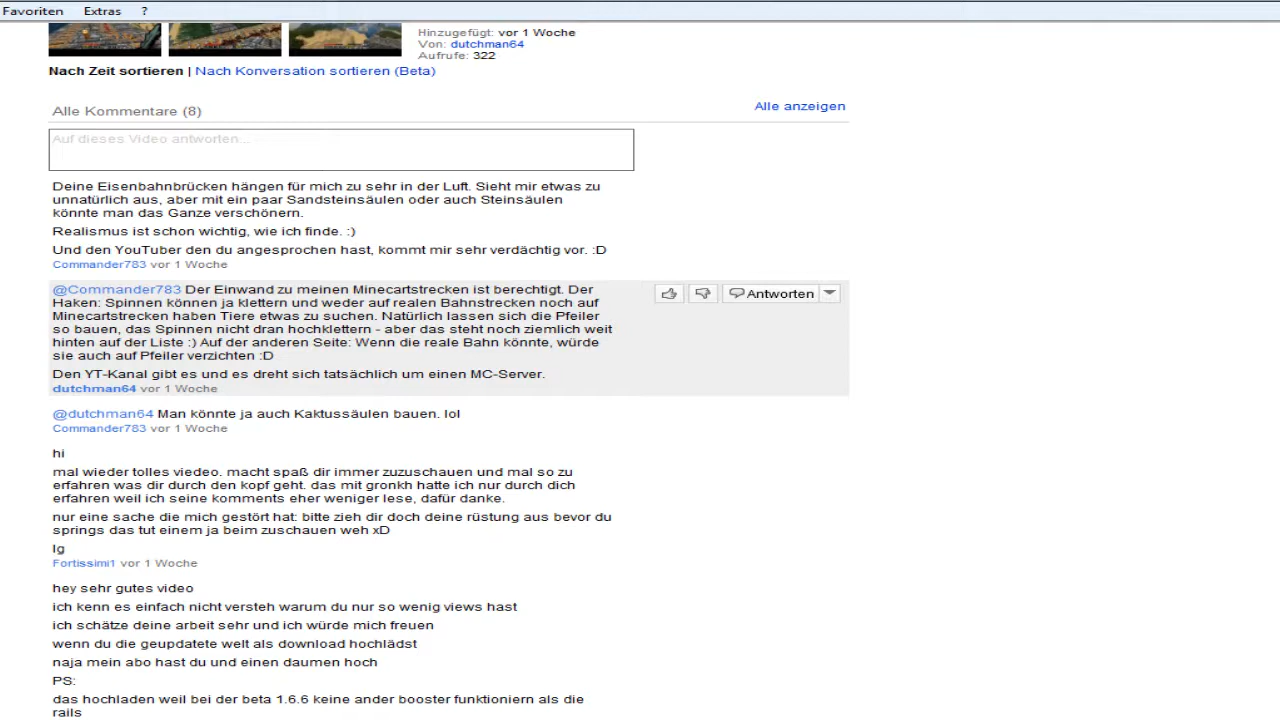 Favoriten Extras ?
Hinzugefügt: vor 1 Woche
Von: dutchman64
Aufrufe: 322
Nach Zeit sortieren | Nach Konversation sortieren (Beta)
Alle Kommentare (8)
Alle anzeigen
Auf dieses Video antworten...
Deine Eisenbahnbrücken hängen für mich zu sehr in der Luft. Sieht mir etwas zu
unnatürlich aus, aber mit ein paar Sandsteinsäulen oder auch Steinsäulen
könnte man das Ganze verschönern.
Realismus ist schon wichtig, wie ich finde. :)
Und den YouTuber den du angesprochen hast, kommt mir sehr verdächtig vor. :D
Commander783 vor 1 Woche
@Commander783 Der Einwand zu meinen Minecartstrecken ist berechtigt. Der
Haken: Spinnen können ja klettern und weder auf realen Bahnstrecken noch auf
Minecartstrecken haben Tiere etwas zu suchen. Natürlich lassen sich die Pfeiler
so bauen, das Spinnen nicht dran hochklettern - aber das steht noch ziemlich weit
hinten auf der Liste :) Auf der anderen Seite: Wenn die reale Bahn könnte, würde
sie auch auf Pfeiler verzichten :D
Antworten
Den YT-Kanal gibt es und es dreht sich tatsächlich um einen MC-Server.
dutchman64 vor 1 Woche
@dutchman64 Man könnte ja auch Kaktussäulen bauen. lol
Commander783 vor 1 Woche
hi
mal wieder tolles viedeo. macht spaß dir immer zuzuschauen und mal so zu
erfahren was dir durch den kopf geht. das mit gronkh hatte ich nur durch dich
erfahren weil ich seine komments eher weniger lese, dafür danke.
nur eine sache die mich gestört hat: bitte zieh dir doch deine rüstung aus bevor du
springs das tut einem ja beim zuschauen weh xD
lg
Fortissimi1 vor 1 Woche
hey sehr gutes video
ich kenn es einfach nicht versteh warum du nur so wenig views hast
ich schätze deine arbeit sehr und ich würde mich freuen
wenn du die geupdatete welt als download hochlädst
naja mein abo hast du und einen daumen hoch
PS:
das hochladen weil bei der beta 1.6.6 keine ander booster funktioniern als die
rails